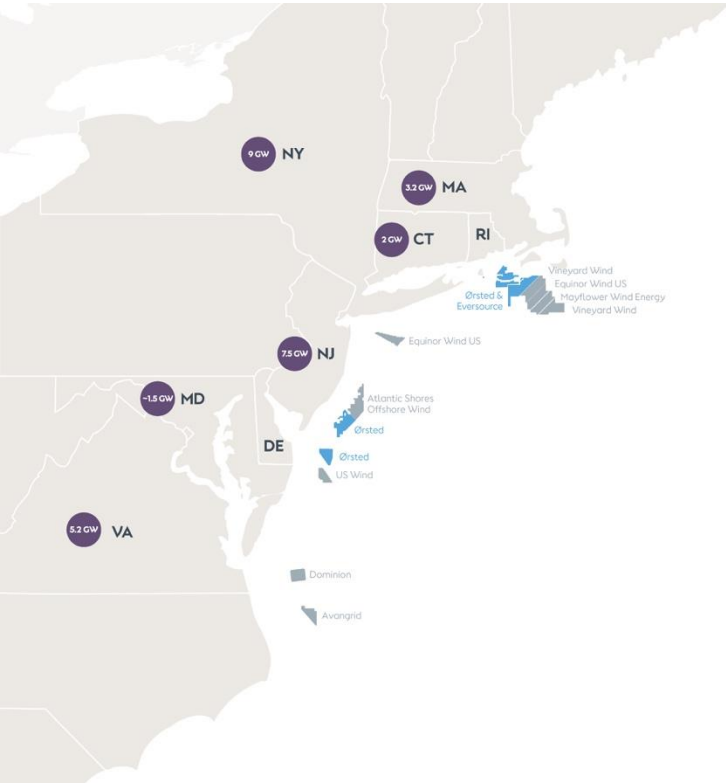 9 GW NY
3.2 GW MA
2 GW CT
RI
Vineyard Wind
Equinor Wind US
Mayflower Wind Energy
Vineyard Wind
Ørsted &
Eversource
Equinor Wind US
7.5 GW NJ
~1.5 GW MD
Atlantic Shores
Offshore Wind
Ørsted
DE
Ørsted
US Wind
5.2 GW VA
Dominion
Avangrid